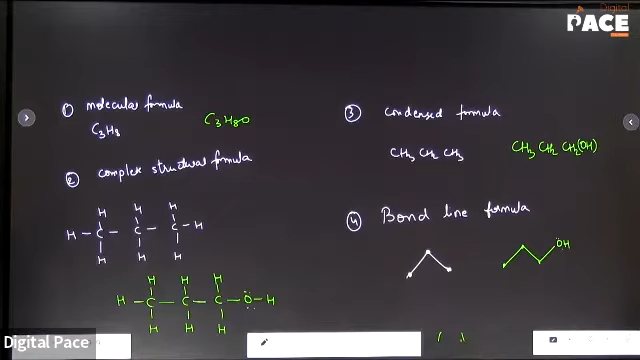 Digital
PACE
① molecular formula
C3H8
C3H8O
② complex structural formula
H H H
H - C - C - C - H
H H H
H H H
H - C - C - C - O - H
H H H
③ condensed formula
CH3 CH2 CH3
CH3 CH2 CH2(OH)
④ Bond line formula
OH
Digital Pace